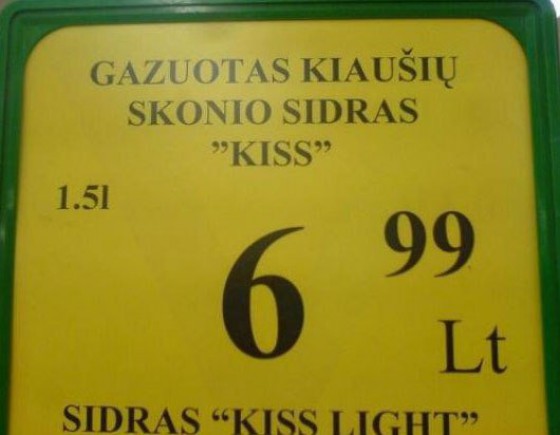 GAZUOTAS KIAUŠIŲ
SKONIO SIDRAS
”KISS”
1.5l
6 99
Lt
SIDRAS “KISS LIGHT”